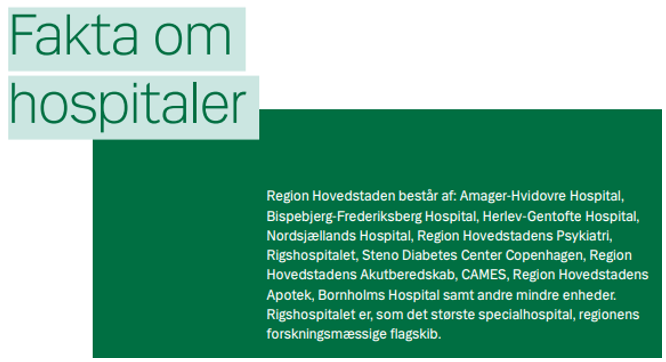 Fakta om
hospitaler
Region Hovedstaden består af: Amager-Hvidovre Hospital,
Bispebjerg-Frederiksberg Hospital, Herlev-Gentofte Hospital,
Nordsjællands Hospital, Region Hovedstadens Psykiatri,
Rigshospitalet, Steno Diabetes Center Copenhagen, Region
Hovedstadens Akutberedskab, CAMES, Region Hovedstadens
Apotek, Bornholms Hospital samt andre mindre enheder.
Rigshospitalet er, som det største specialhospital, regionens
forskningsmæssige flagskib.